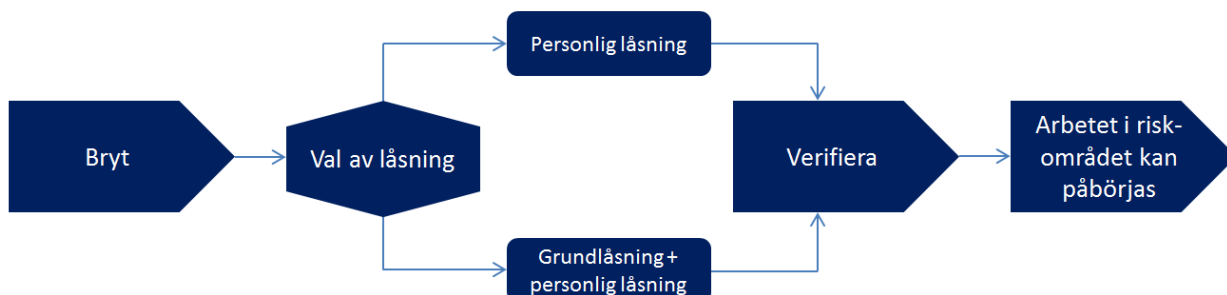 Personlig låsning
Bryt
Val av låsning
Verifiera
Arbetet i risk-
området kan
påbörjas
Grundlåsning +
personlig låsning